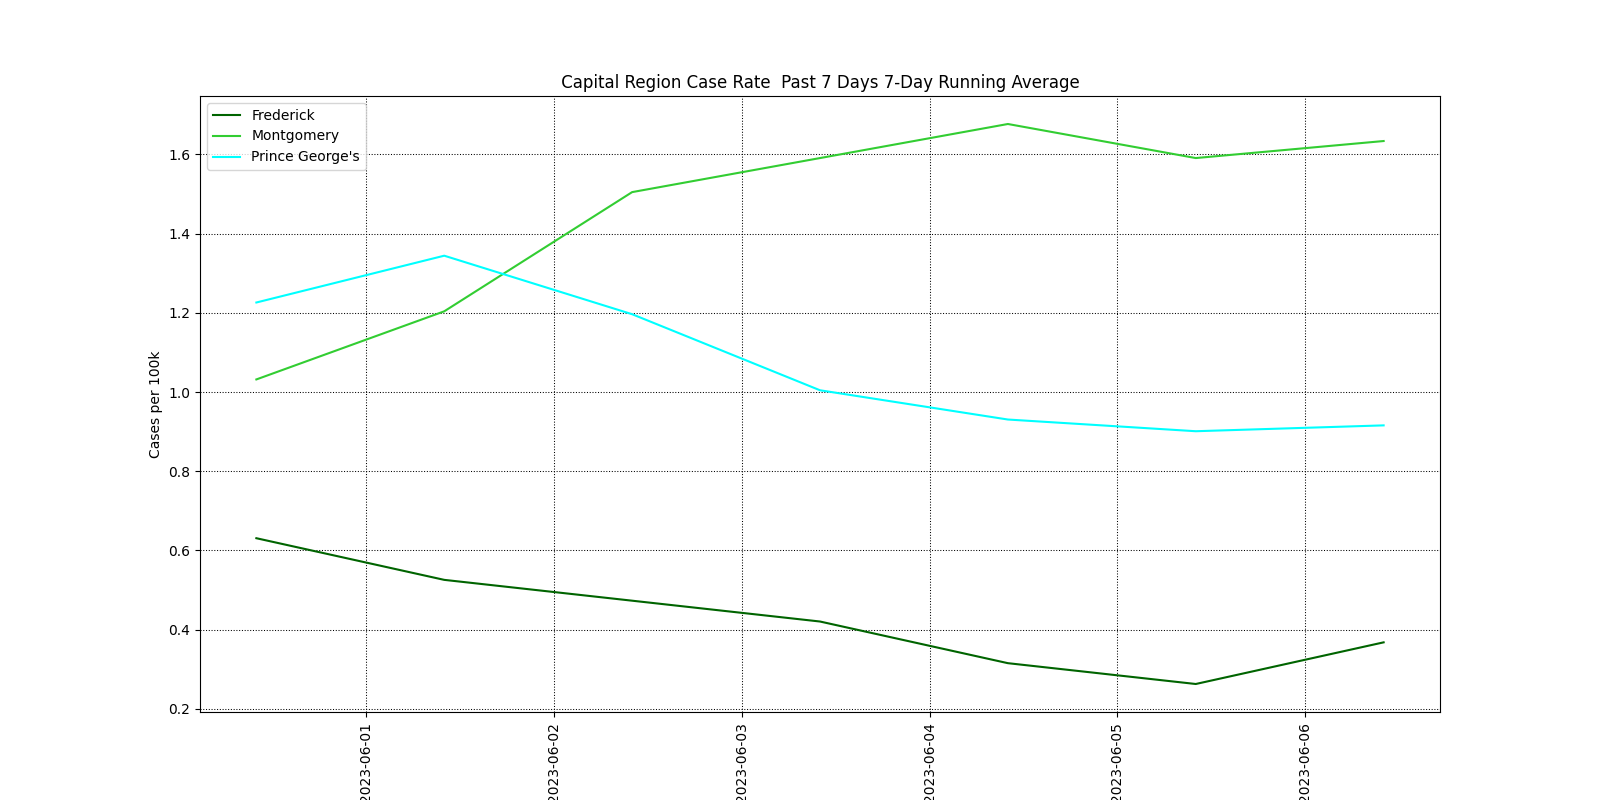 Capital Region Case Rate  Past 7 Days 7-Day Running Average
Frederick
Montgomery
Prince George's
Cases per 100k
1.6
1.4
1.2
1.0
0.8
0.6
0.4
0.2
2023-06-01
2023-06-02
2023-06-03
2023-06-04
2023-06-05
2023-06-06